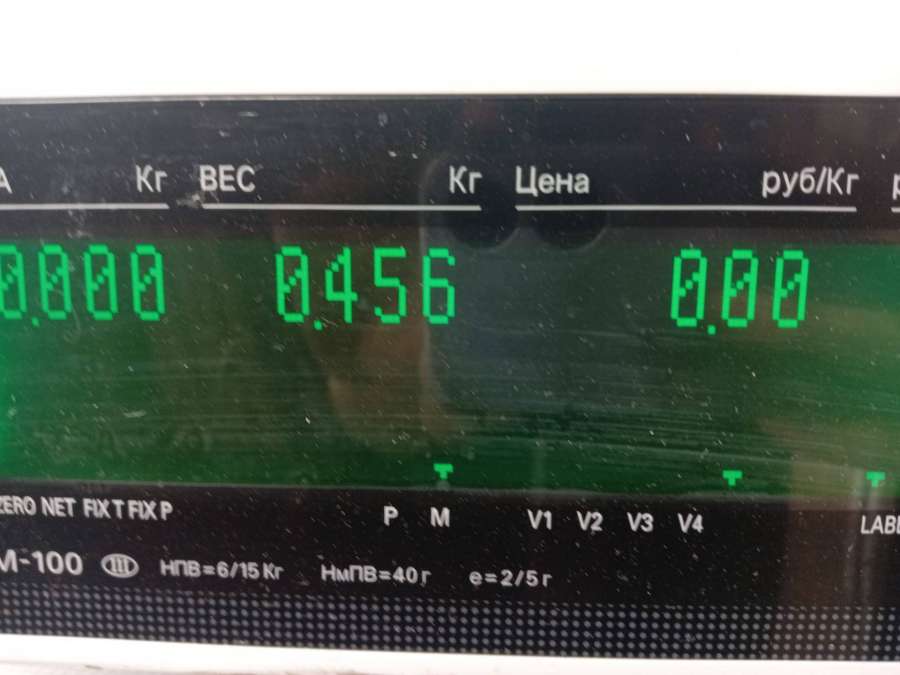 А Кг ВЕС Кг Цена руб/Кг
0.000 0.456 0.00
ZERO NET FIX T FIX P P M V1 V2 V3 V4
М-100 III НПВ=6/15 Кг НмПВ=40 г е=2/5 г